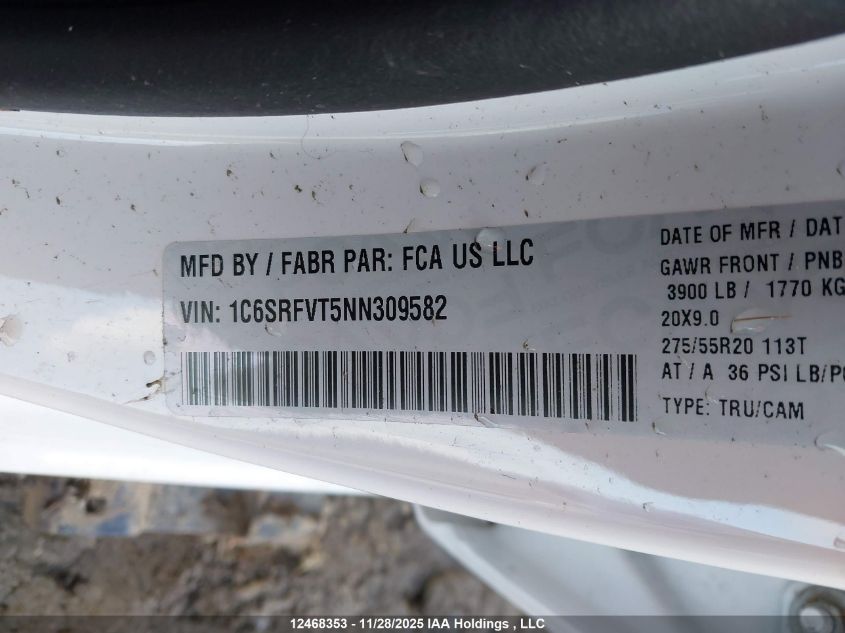 MFD BY / FABR PAR: FCA US LLC
VIN: 1C6SRFVT5NN309582
DATE OF MFR / DAT
GAWR FRONT / PNB
3900 LB / 1770 KG
20X9.0
275/55R20 113T
AT / A 36 PSI LB/P
TYPE: TRU/CAM
12468353 - 11/28/2025 IAA Holdings , LLC